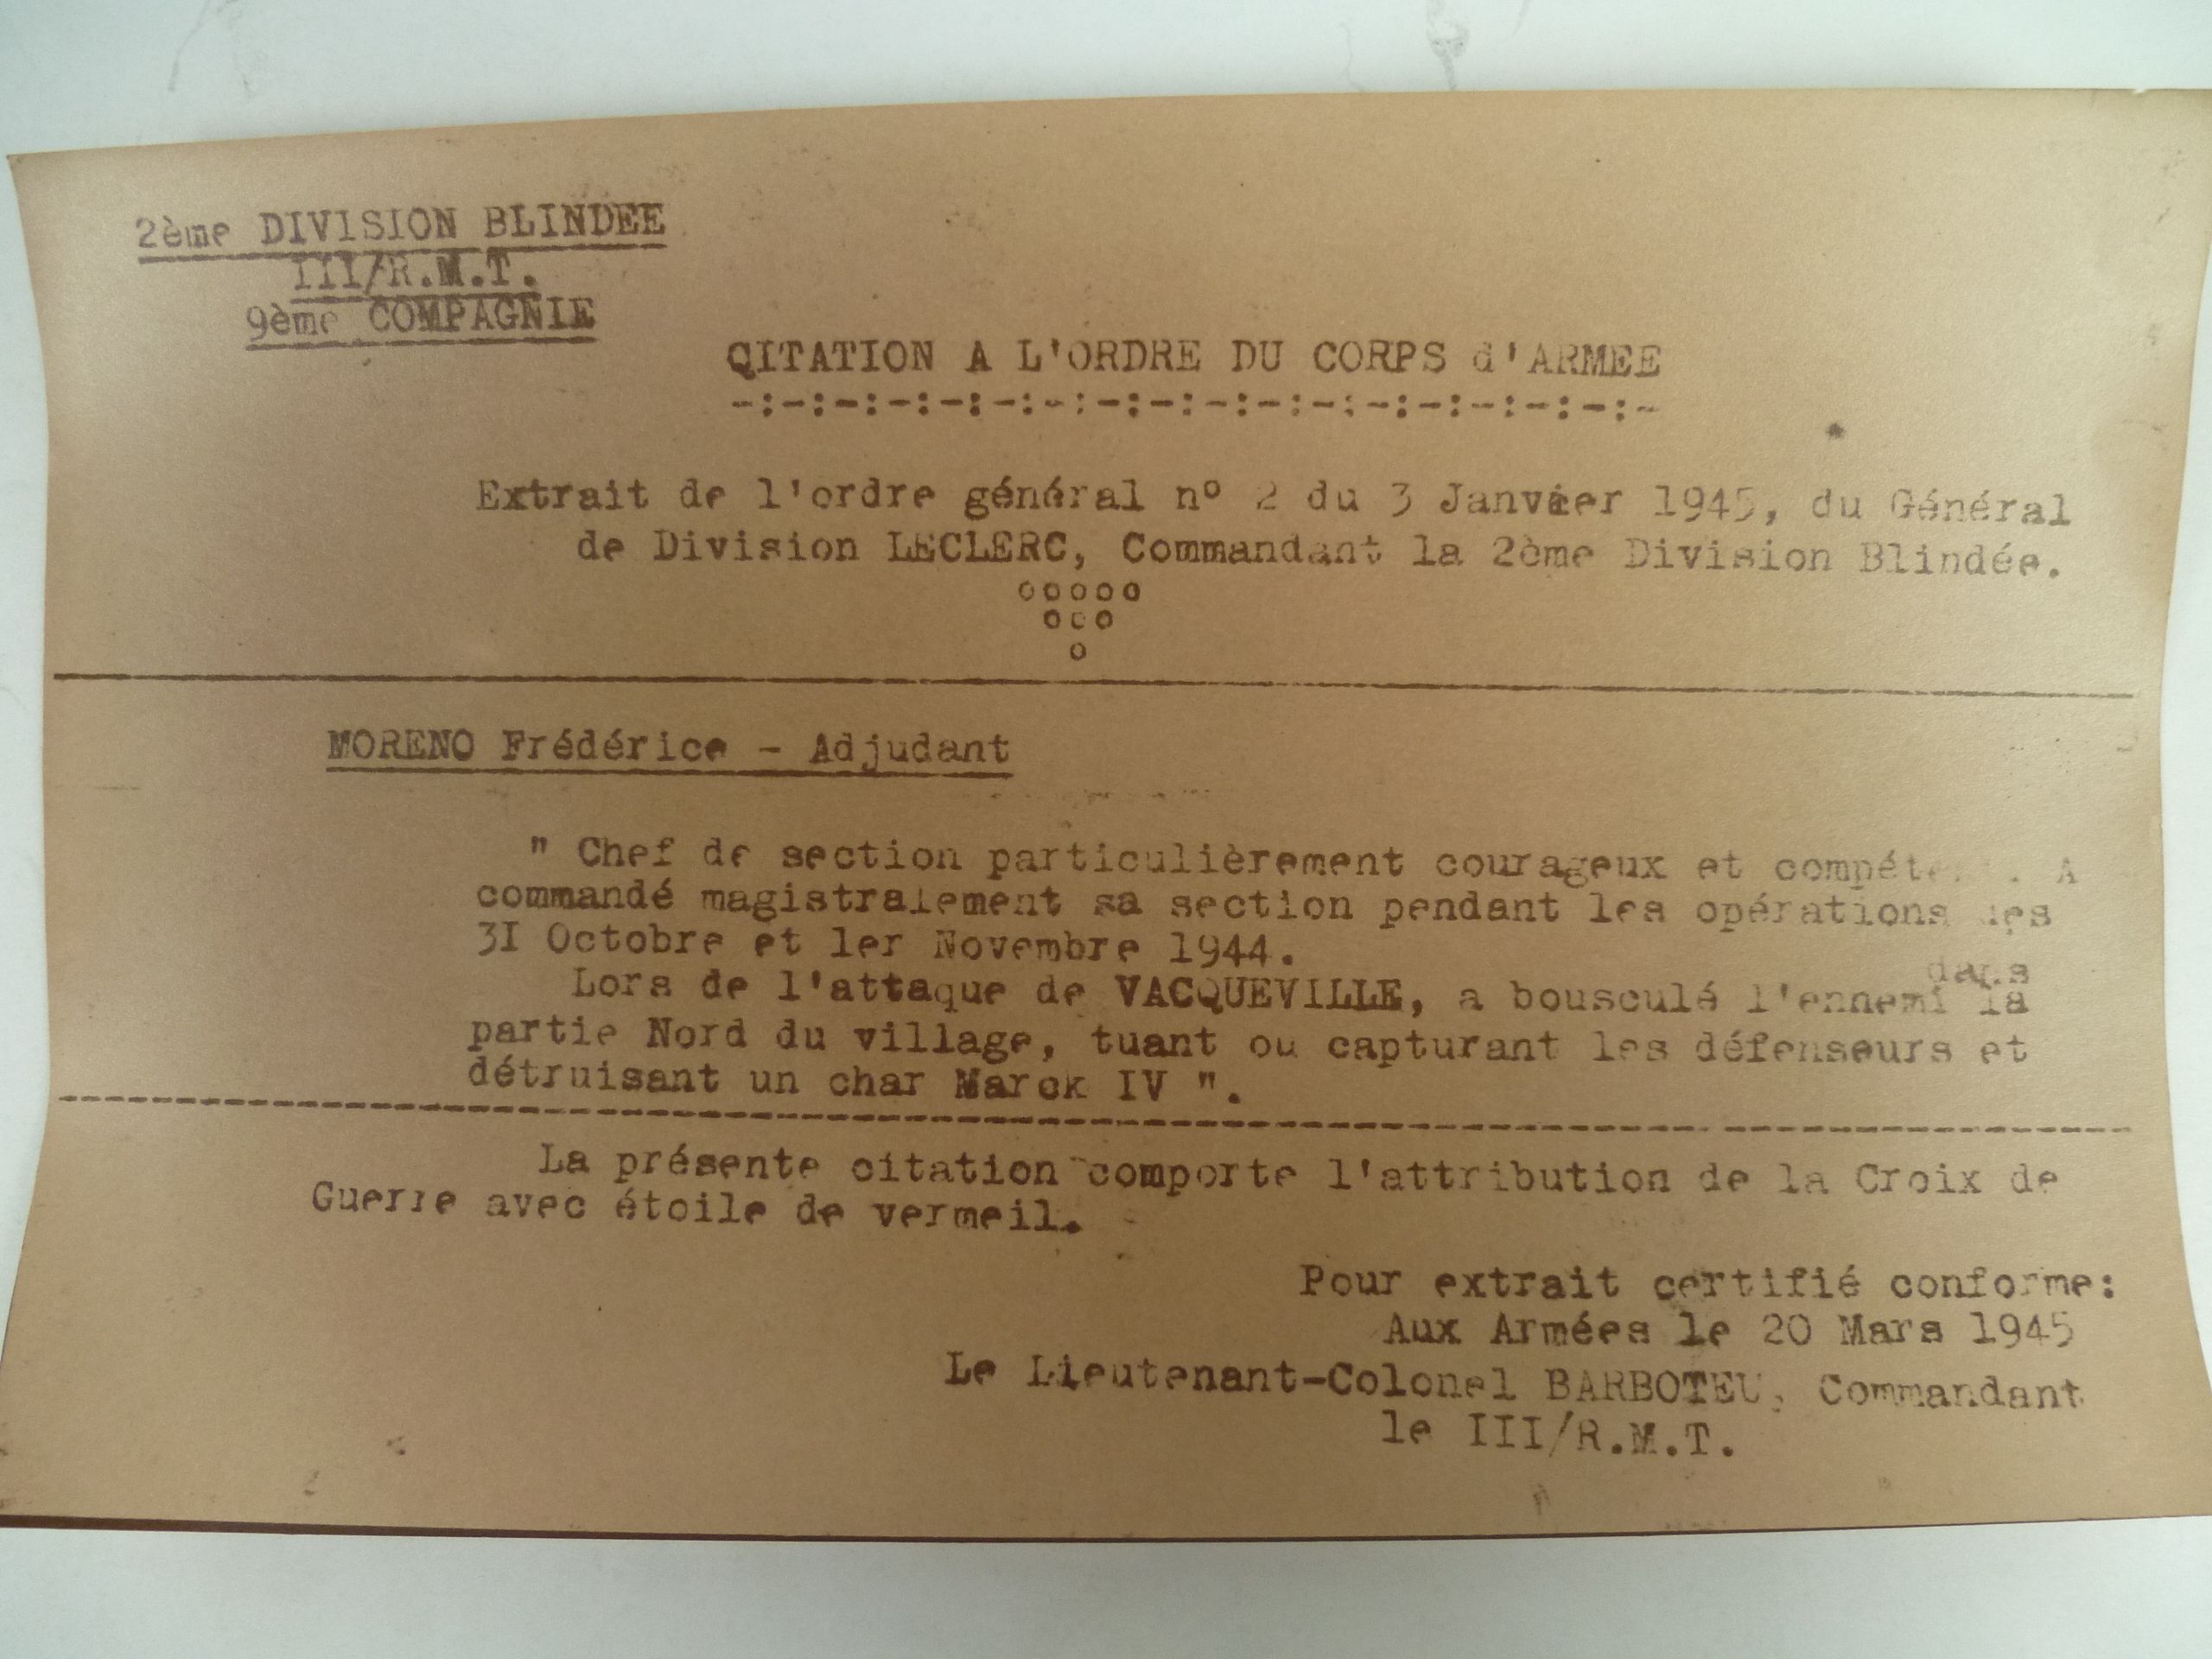 2ème DIVISION BLINDEE
III/R.M.T.
9ème COMPAGNIE
CITATION A L'ORDRE DU CORPS d'ARMEE
-:-:-:-:-:-:-:-:-:-:-:-:-:-:-:-:-:-
Extrait de l'ordre général n° 2 du 3 Janvier 1945, du Général
de Division LECLERC, Commandant la 2ème Division Blindée.
ooooo
ooo
o
MORENO Frédérice - Adjudant
" Chef de section particulièrement courageux et A
commandé magistralement sa section pendant les opérations des
3I Octobre et 1er Novembre 1944.
dans
Lors de l'attaque de VACQUEVILLE, a bousculé l'ennemi la
partie Nord du village, tuant ou capturant les défenseurs et
détruisant un char Marck IV ".
La présente citation comporte l'attribution de la Croix de
Guerre avec étoile de vermeil.
Pour extrait certifié conforme:
Aux Armées le 20 Mars 1945
Le Lieutenant-Colonel BARBOTEU, Commandant
le III/R.M.T.